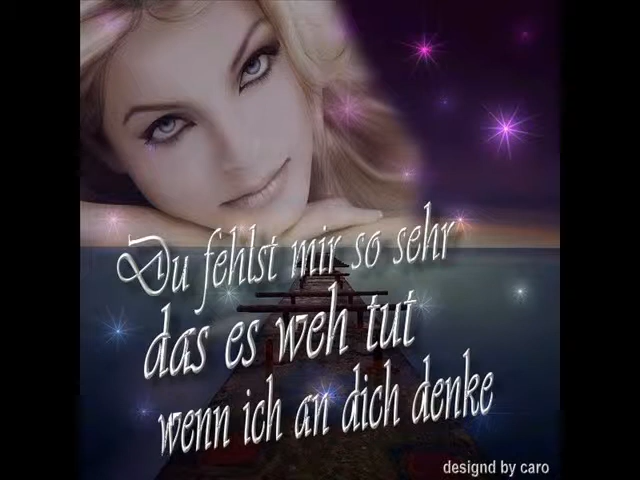 Du fehlst mir so sehr
das es weh tut
wenn ich an dich denke
designd by caro